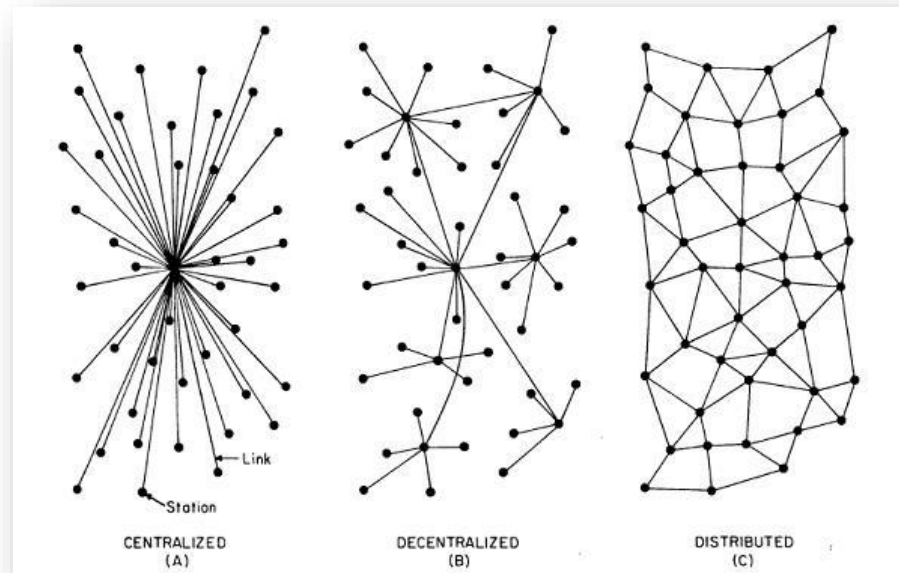 Link
Station
CENTRALIZED
(A)
DECENTRALIZED
(B)
DISTRIBUTED
(C)